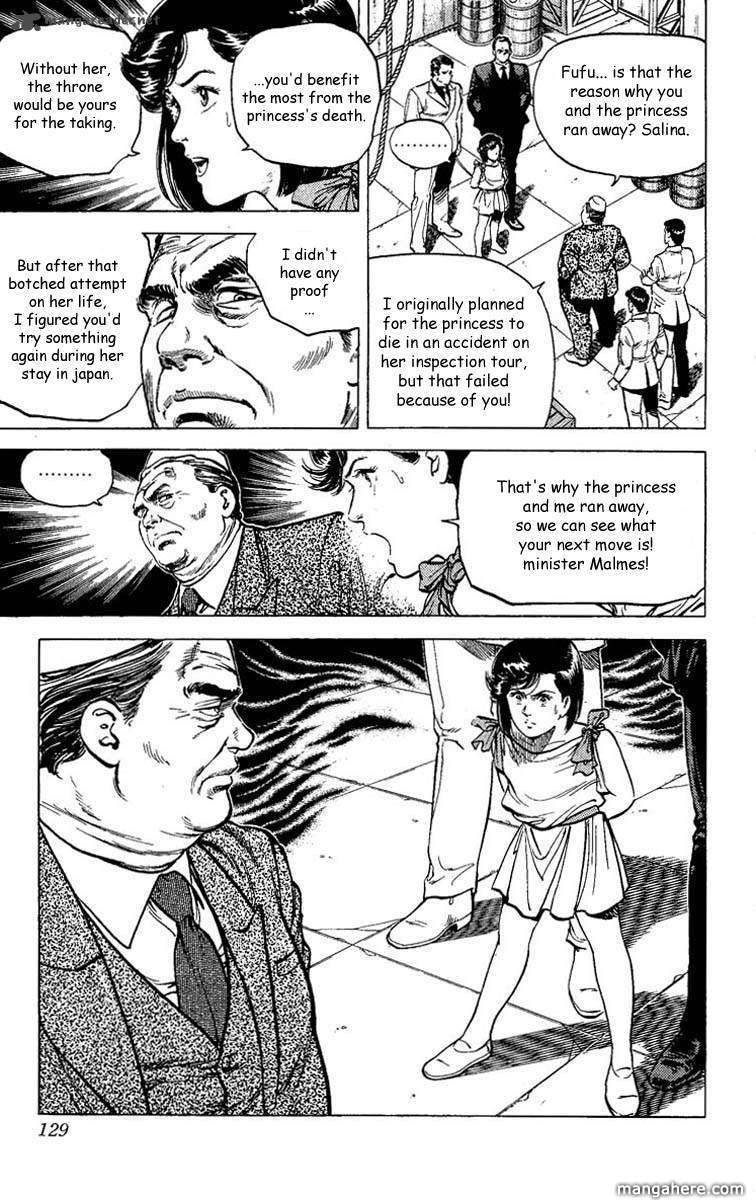 Fufu... is that the
reason why you
and the princess
ran away? Salina.
.........
I originally planned
for the princess to
die in an accident on
her inspection tour,
but that failed
because of you!
...you'd benefit
the most from the
princess's death.
Without her,
the throne
would be yours
for the taking.
I didn't
have any
proof
...
But after that
botched attempt
on her life,
I figured you'd
try something
again during her
stay in japan.
That's why the princess
and me ran away,
so we can see what
your next move is!
minister Malmes!
.........
129
mangahere.com